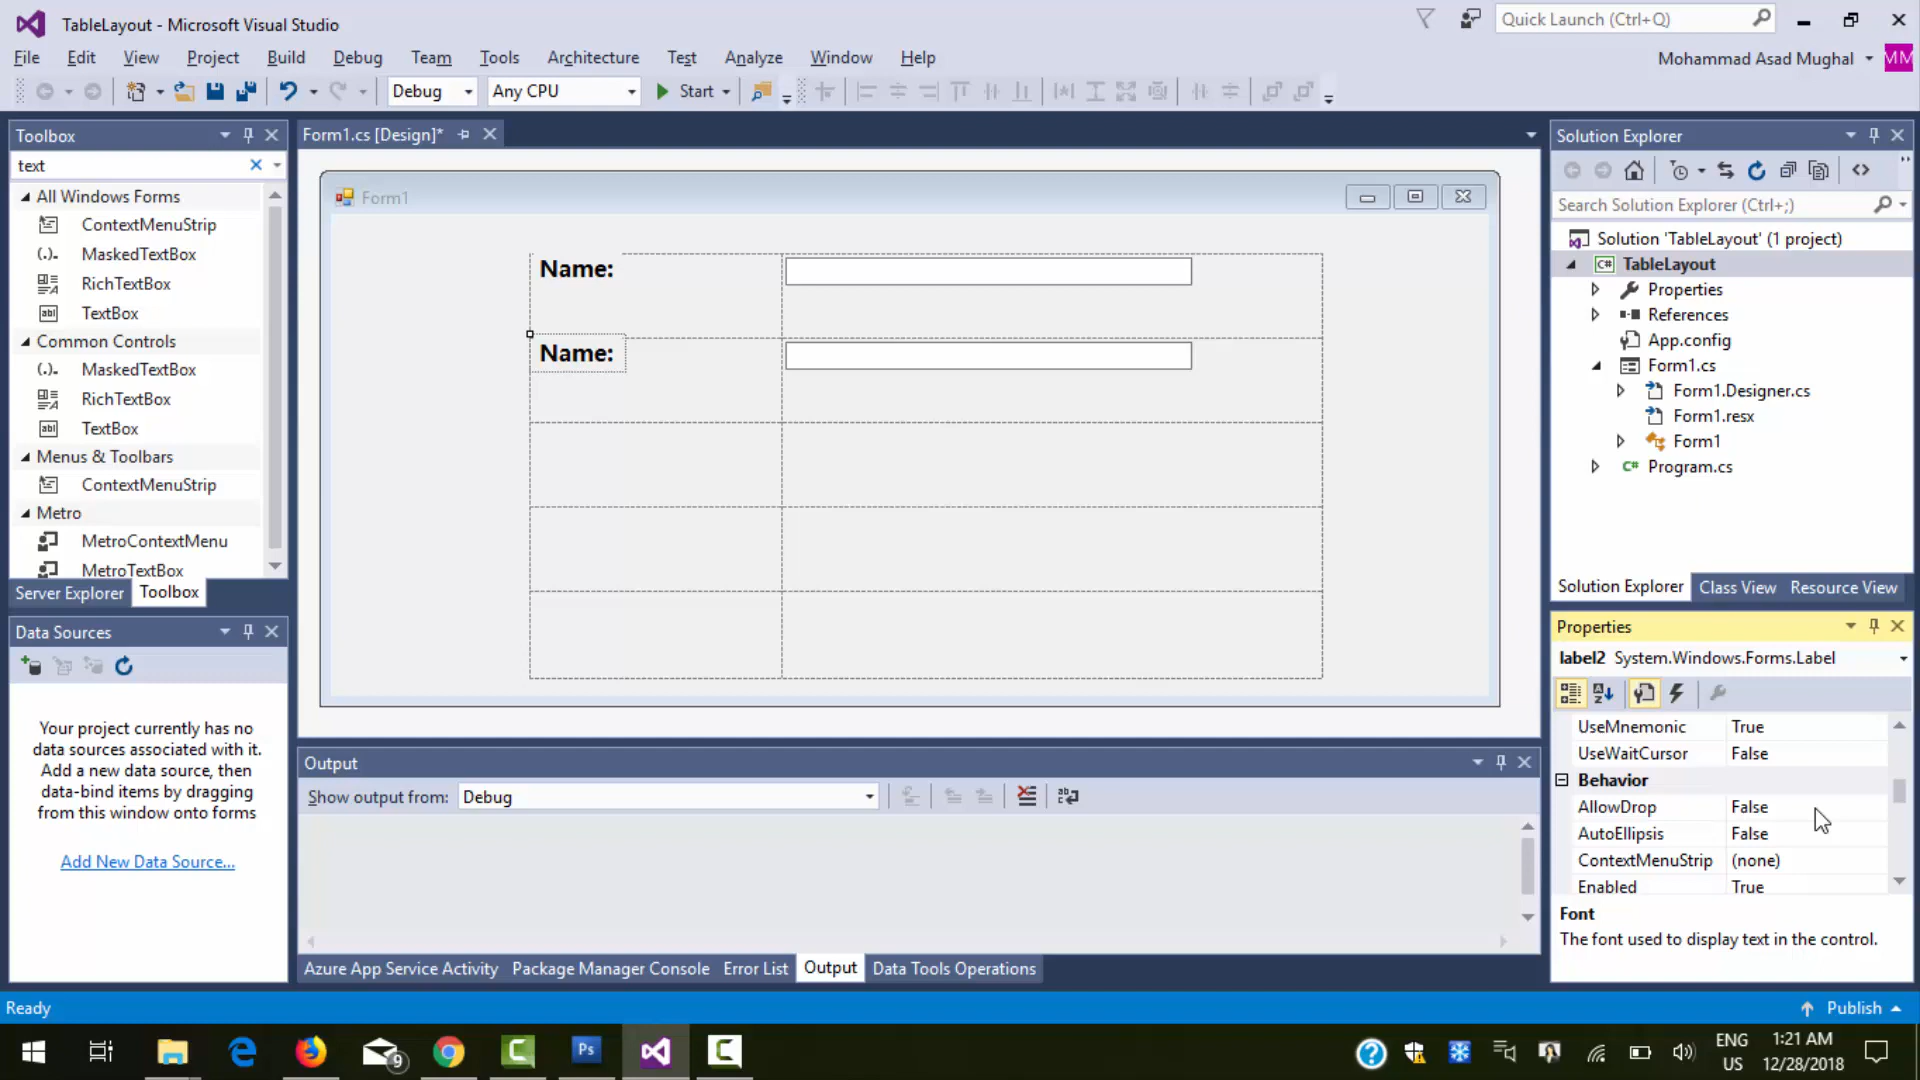 TableLayout - Microsoft Visual Studio
Quick Launch (Ctrl+Q)
File Edit View Project Build Debug Team Tools Architecture Test Analyze Window Help
Mohammad Asad Mughal MM
Debug Any CPU Start
Toolbox
text
All Windows Forms
ContextMenuStrip
MaskedTextBox
RichTextBox
TextBox
Common Controls
MaskedTextBox
RichTextBox
TextBox
Menus & Toolbars
ContextMenuStrip
Metro
MetroContextMenu
MetroTextBox
Server Explorer Toolbox
Data Sources
Your project currently has no
data sources associated with it.
Add a new data source, then
data-bind items by dragging
from this window onto forms
Add New Data Source...
Form1.cs [Design]*
Form1
Name:
Name:
Output
Show output from: Debug
Azure App Service Activity Package Manager Console Error List Output Data Tools Operations
Solution Explorer
Search Solution Explorer (Ctrl+;)
Solution 'TableLayout' (1 project)
C# TableLayout
Properties
References
App.config
Form1.cs
Form1.Designer.cs
Form1.resx
Form1
C# Program.cs
Solution Explorer Class View Resource View
Properties
label2 System.Windows.Forms.Label
UseMnemonic True
UseWaitCursor False
Behavior
AllowDrop False
AutoEllipsis False
ContextMenuStrip (none)
Enabled True
Font
The font used to display text in the control.
Ready
Publish
9
Ps
ENG
US
1:21 AM
12/28/2018